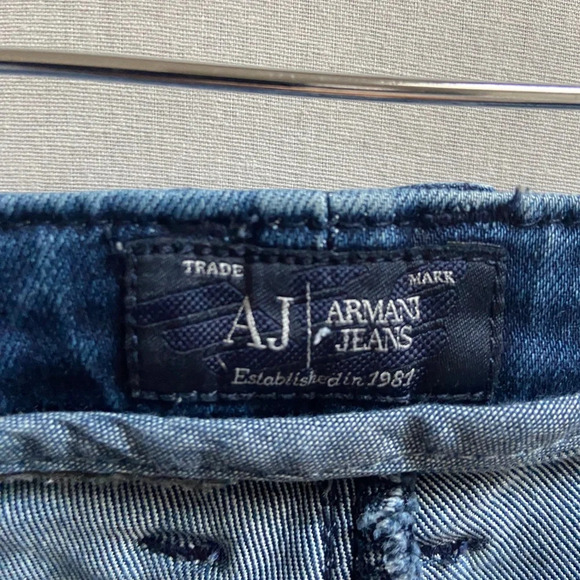 TRADE MARK
AJ ARMANI
JEANS
Established in 1981